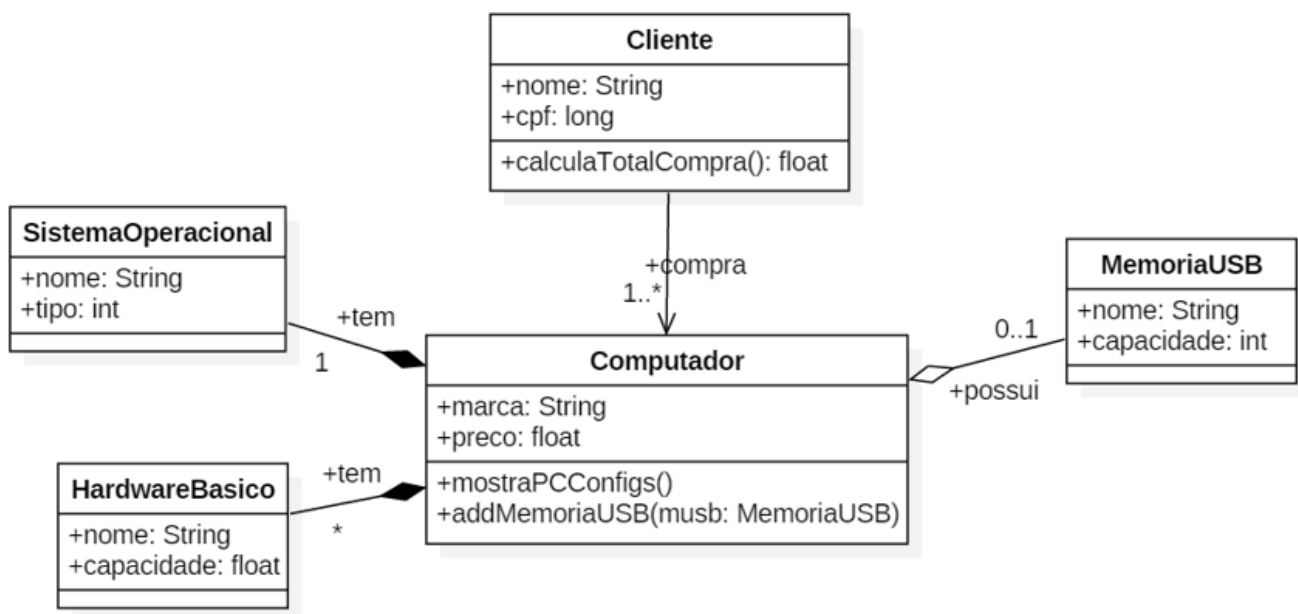 Cliente
+nome: String
+cpf: long
+calculaTotalCompra(): float
SistemaOperacional
+nome: String
+tipo: int
+tem
1
+compra
1..*
MemoriaUSB
+nome: String
+capacidade: int
0..1
+possui
Computador
+marca: String
+preco: float
+mostraPCConfigs()
+addMemoriaUSB(musb: MemoriaUSB)
HardwareBasico
+nome: String
+capacidade: float
+tem
*